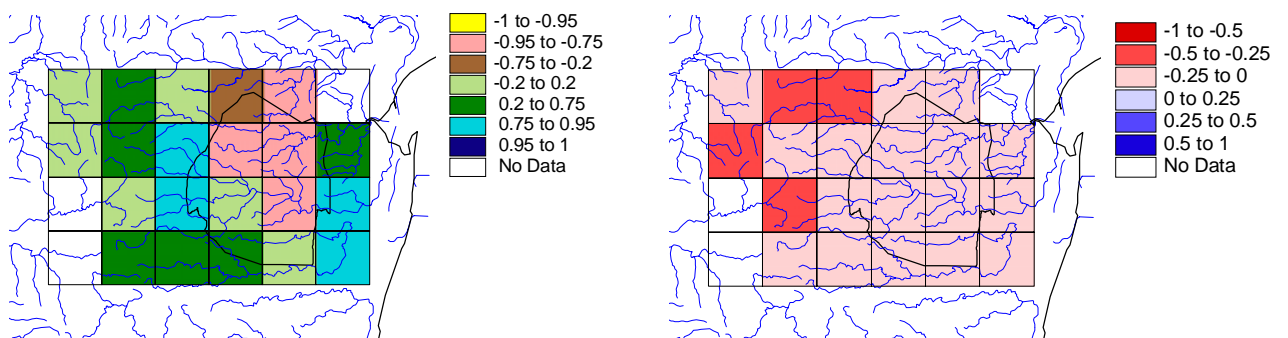 -1 to -0.95
-0.95 to -0.75
-0.75 to -0.2
-0.2 to 0.2
0.2 to 0.75
0.75 to 0.95
0.95 to 1
No Data
-1 to -0.5
-0.5 to -0.25
-0.25 to 0
0 to 0.25
0.25 to 0.5
0.5 to 1
No Data